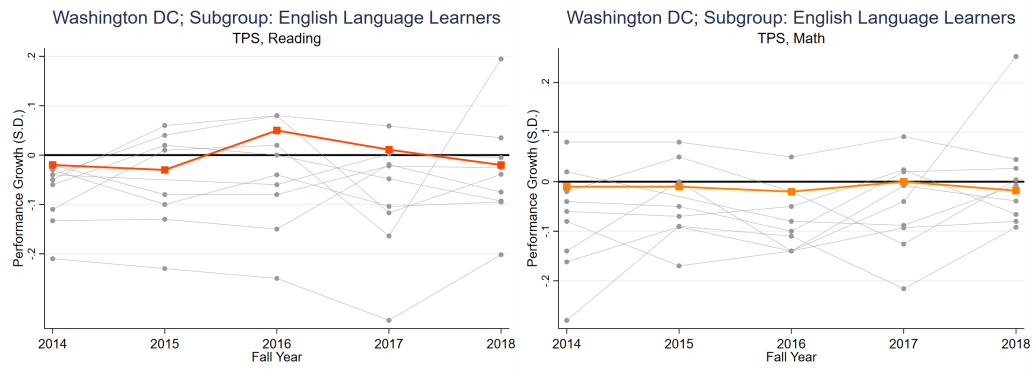 Washington DC; Subgroup: English Language Learners
TPS, Reading
Performance Growth (S.D.)
.2
.1
0
-.1
-.2
2014 2015 2016 2017 2018
Fall Year
Washington DC; Subgroup: English Language Learners
TPS, Math
Performance Growth (S.D.)
.2
.1
0
-.1
-.2
2014 2015 2016 2017 2018
Fall Year